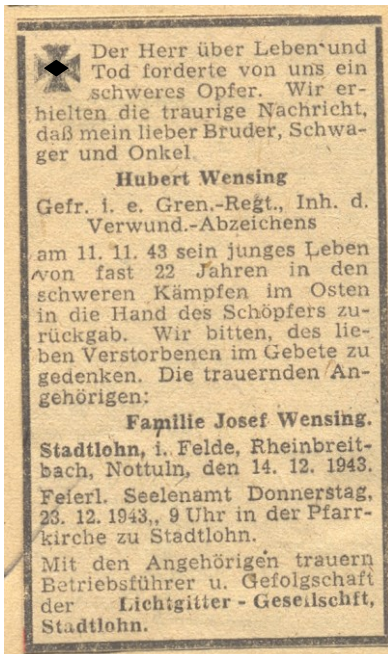 Der Herr über Leben und
Tod forderte von uns ein
schweres Opfer. Wir er-
hielten die traurige Nachricht,
daß mein lieber Bruder, Schwa-
ger und Onkel
Hubert Wensing
Gefr. i. e. Gren.-Regt., Inh. d.
Verwund.-Abzeichens
am 11. 11. 43 sein junges Leben
von fast 22 Jahren in den
schweren Kämpfen im Osten
in die Hand des Schöpfers zu-
rückgab. Wir bitten, des lie-
ben Verstorbenen im Gebete zu
gedenken. Die trauernden An-
gehörigen:
Familie Josef Wensing.
Stadtlohn, i. Felde, Rheinbreit-
bach, Nottuln, den 14. 12. 1943.
Feierl. Seelenamt Donnerstag,
23. 12. 1943,, 9 Uhr in der Pfarr-
kirche zu Stadtlohn.
Mit den Angehörigen trauern
Betriebsführer u. Gefolgschaft
der Lichtgitter-Gesellschft,
Stadtlohn.